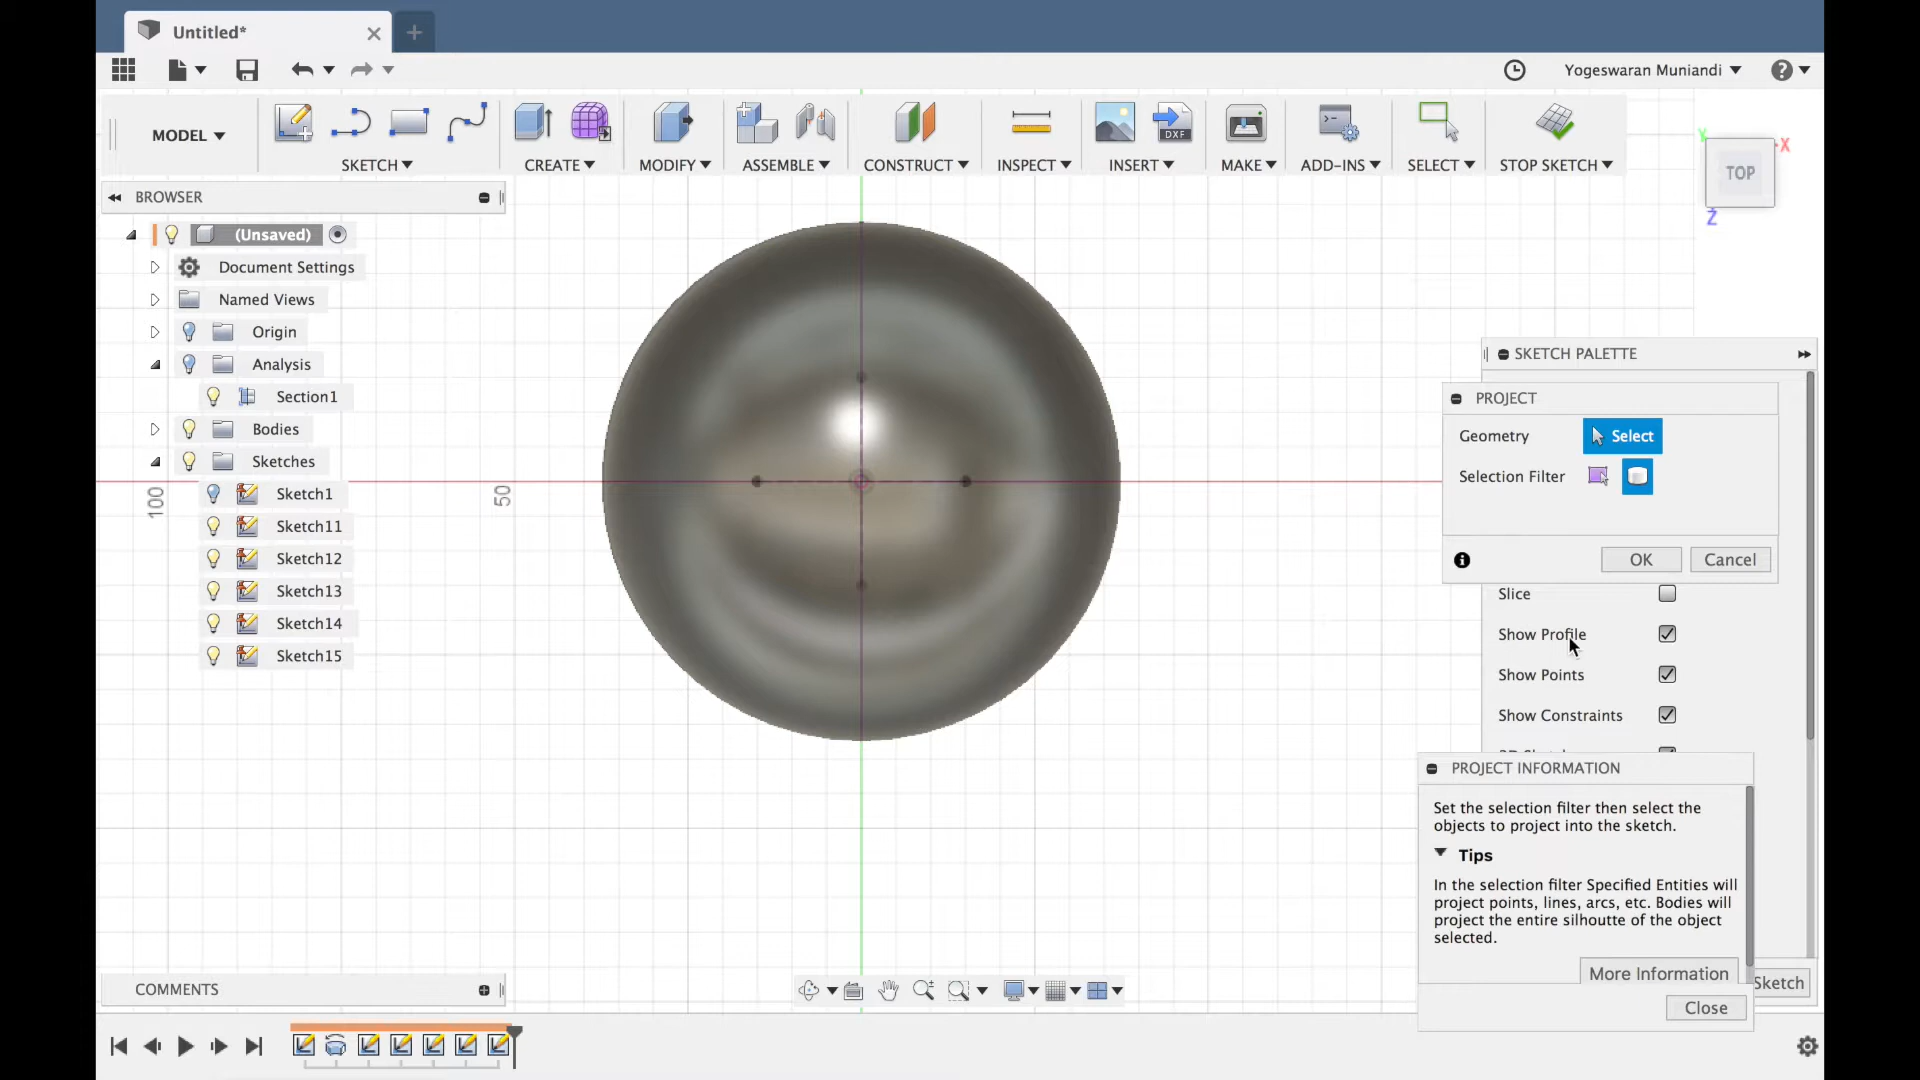 Untitled*
Yogeswaran Muniandi
MODEL
SKETCH
CREATE
MODIFY
ASSEMBLE
CONSTRUCT
INSPECT
DXF
INSERT
MAKE
ADD-INS
SELECT
STOP SKETCH
Y
X
TOP
Z
BROWSER
(Unsaved)
Document Settings
Named Views
Origin
Analysis
Section1
Bodies
Sketches
Sketch1
Sketch11
Sketch12
Sketch13
Sketch14
Sketch15
100
50
SKETCH PALETTE
PROJECT
Geometry
Select
Selection Filter
OK
Cancel
Slice
Show Profile
Show Points
Show Constraints
PROJECT INFORMATION
Set the selection filter then select the
objects to project into the sketch.
Tips
In the selection filter Specified Entities will
project points, lines, arcs, etc. Bodies will
project the entire silhoutte of the object
selected.
More Information
Sketch
Close
COMMENTS